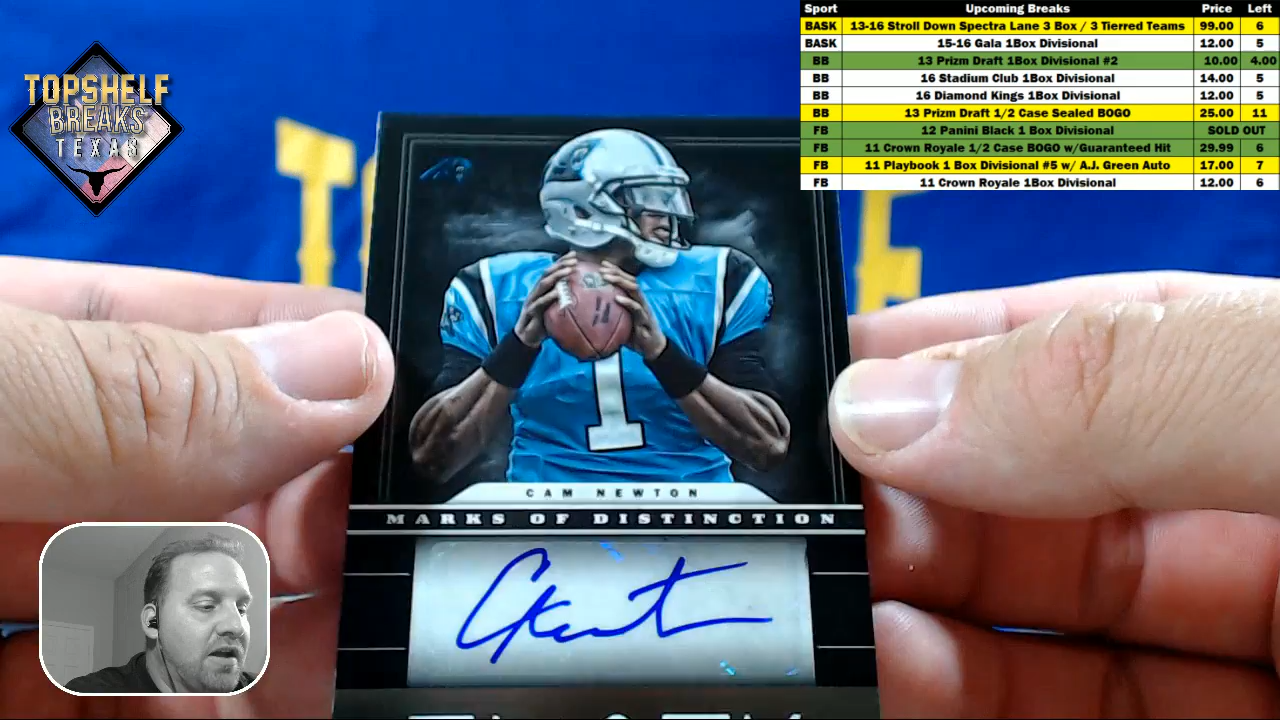 TOPSHELF
BREAKS
TEXAS
Sport Upcoming Breaks Price Left
BASK 13-16 Stroll Down Spectra Lane 3 Box / 3 Tierred Teams 99.00 6
BASK 15-16 Gala 1Box Divisional 12.00 5
BB 13 Prizm Draft 1Box Divisional #2 10.00 4.00
BB 16 Stadium Club 1Box Divisional 14.00 5
BB 16 Diamond Kings 1Box Divisional 12.00 5
BB 13 Prizm Draft 1/2 Case Sealed BOGO 25.00 11
FB 12 Panini Black 1 Box Divisional SOLD OUT
FB 11 Crown Royale 1/2 Case BOGO w/Guaranteed Hit 29.99 6
FB 11 Playbook 1 Box Divisional #5 w/ A.J. Green Auto 17.00 7
FB 11 Crown Royale 1Box Divisional 12.00 6
1
CAM NEWTON
MARKS OF DISTINCTION